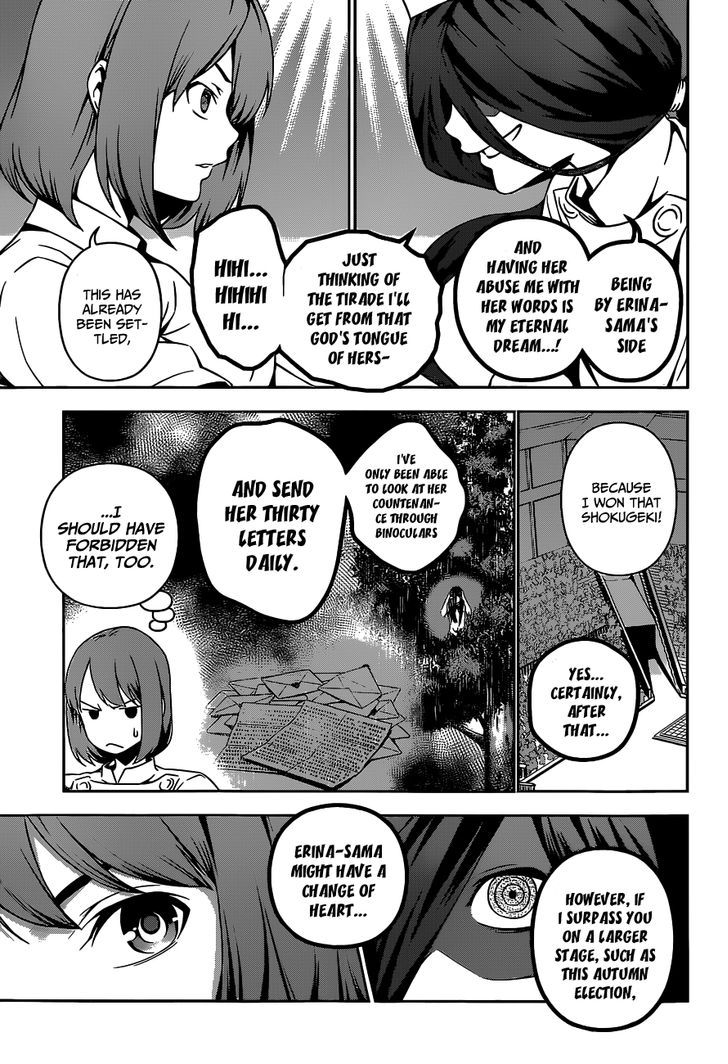 BEING
BY ERINA-
SAMA'S
SIDE
AND
HAVING HER
ABUSE ME WITH
HER WORDS IS
MY ETERNAL
DREAM...!
JUST
THINKING OF
THE TIRADE I'LL
GET FROM THAT
GOD'S TONGUE
OF HERS-
HIHI...
HIHIHI
HI...
THIS HAS
ALREADY
BEEN SET-
TLED,
BECAUSE
I WON THAT
SHOKUGEKI!
YES...
CERTAINLY,
AFTER
THAT...
I'VE
ONLY BEEN ABLE
TO LOOK AT HER
COUNTENAN-
CE THROUGH
BINOCULARS
AND SEND
HER THIRTY
LETTERS
DAILY.
...I
SHOULD HAVE
FORBIDDEN
THAT, TOO.
HOWEVER, IF
I SURPASS YOU
ON A LARGER
STAGE, SUCH AS
THIS AUTUMN
ELECTION,
ERINA-SAMA
MIGHT HAVE A
CHANGE OF
HEART...